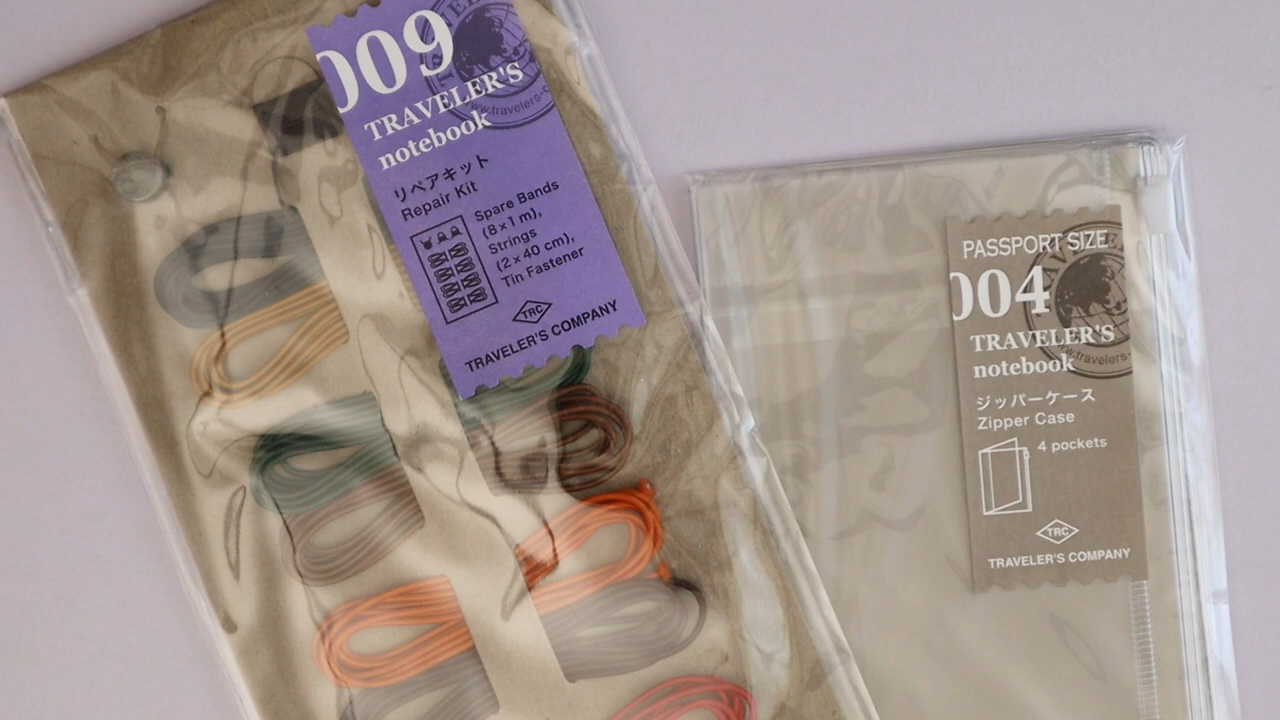 009
TRAVELER'S
notebook
リペアキット
Repair Kit
Spare Bands
(8×1m),
Strings
(2×40 cm),
Tin Fastener
TRC
TRAVELER'S COMPANY
PASSPORT SIZE
004
TRAVELER'S
notebook
ジッパーケース
Zipper Case
4 pockets
TRC
TRAVELER'S COMPANY